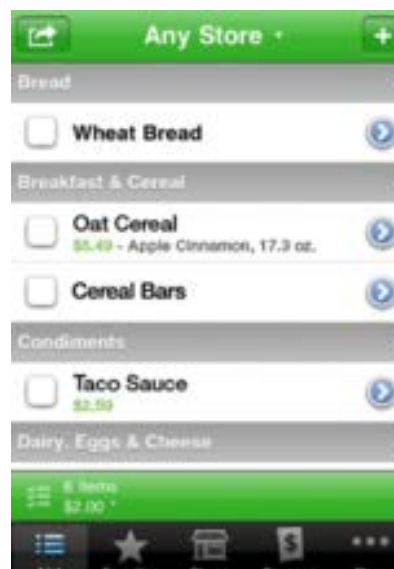 Any Store
Bread
Wheat Bread
Breakfast & Cereal
Oat Cereal
$5.49 - Apple Cinnamon, 17.3 oz.
Cereal Bars
Condiments
Taco Sauce
$2.59
Dairy, Eggs & Cheese
6 Items
$2.00